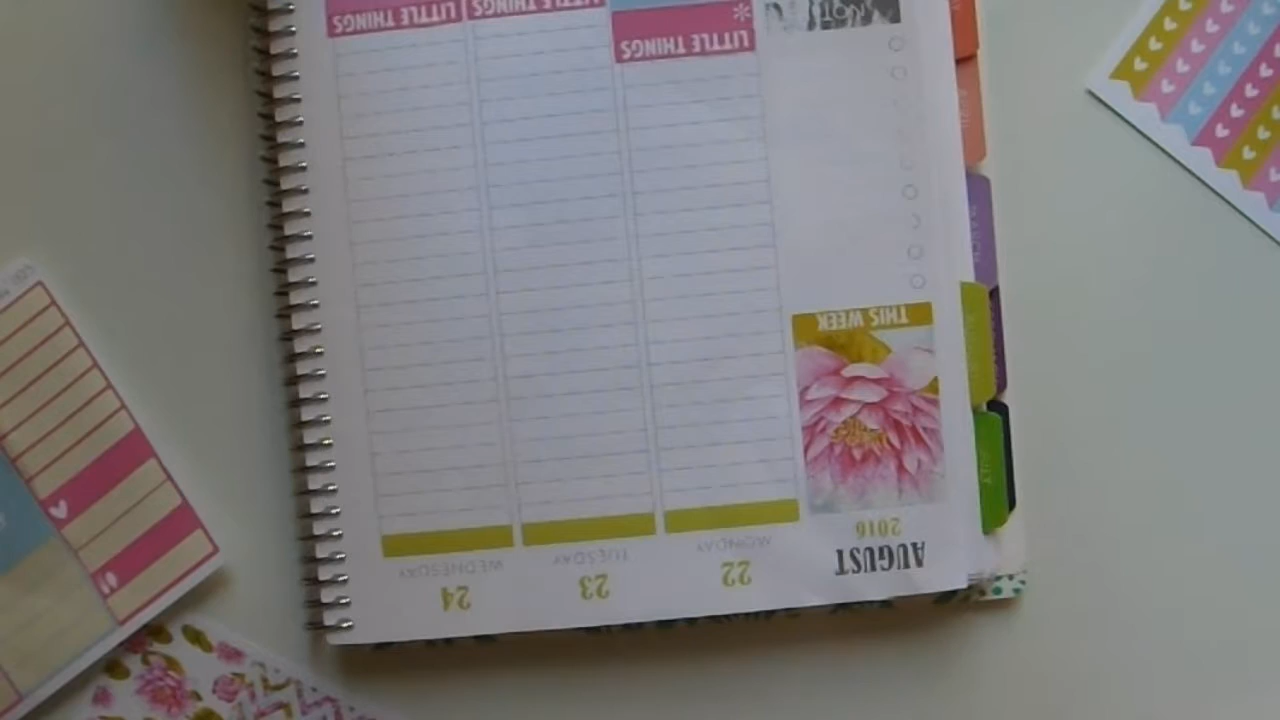 AUGUST
2016
22
23
24
MONDAY
TUESDAY
WEDNESDAY
THIS WEEK
LITTLE THINGS
LITTLE THINGS
LITTLE THINGS